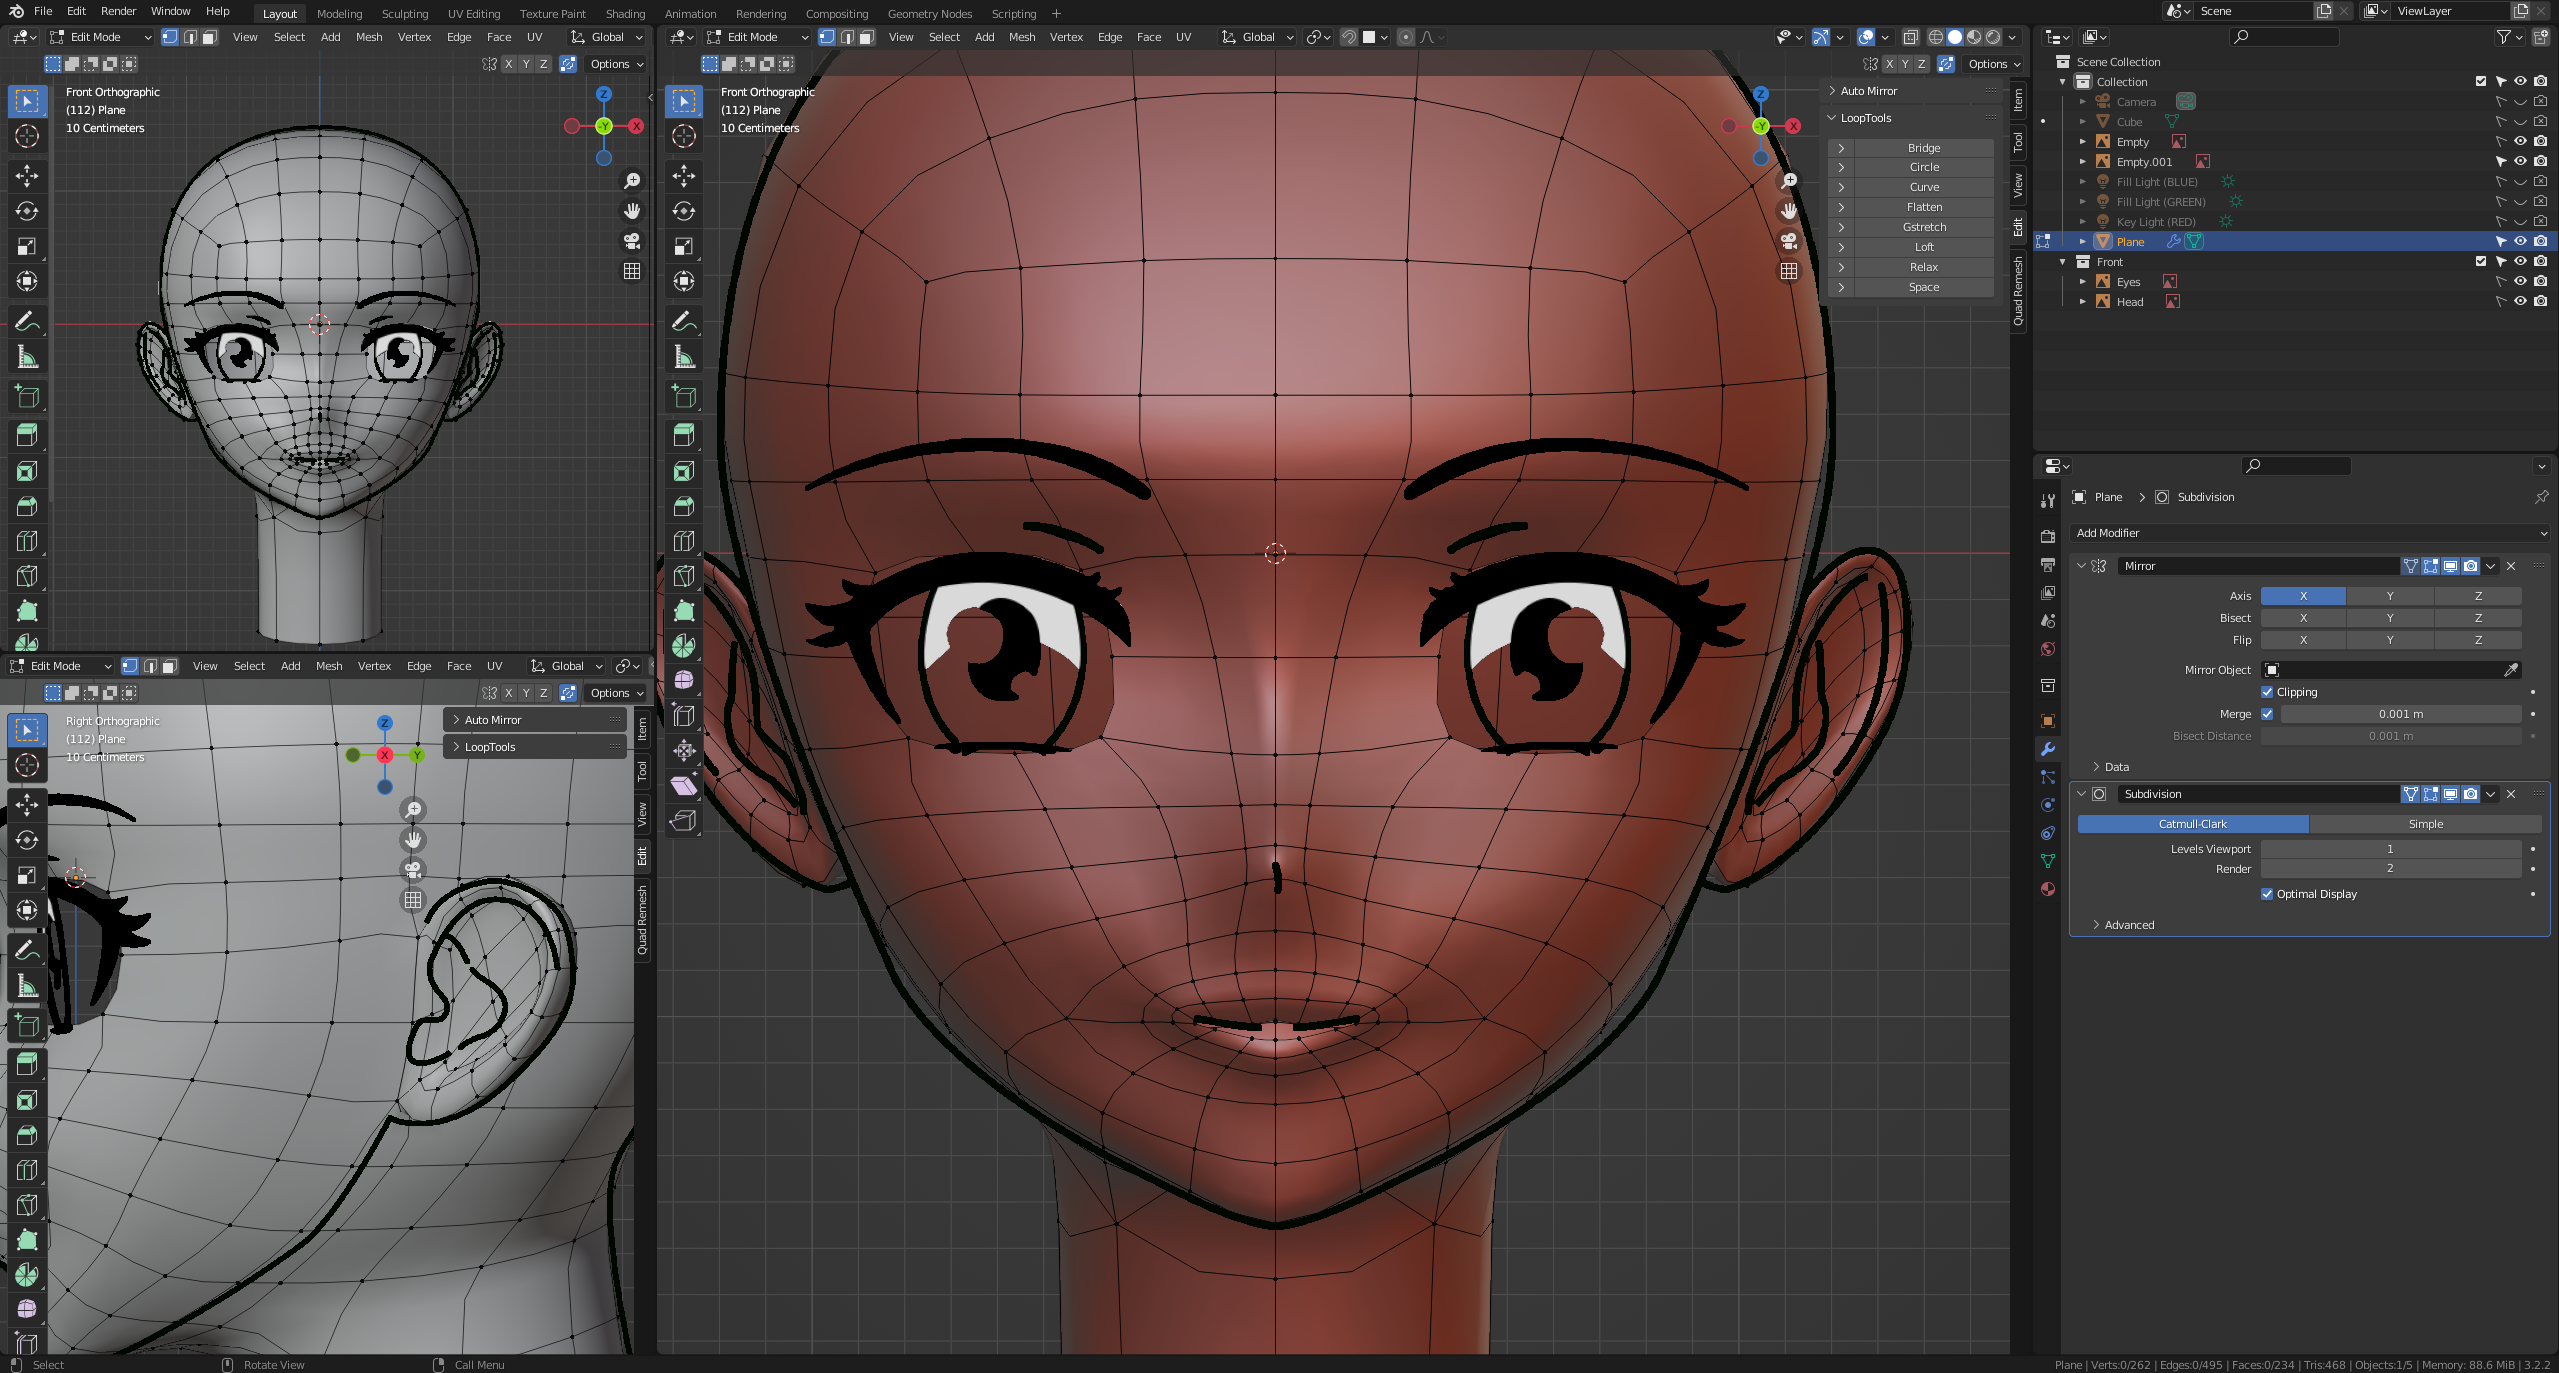 File Edit Render Window Help Layout Modeling Sculpting UV Editing Texture Paint Shading Animation Rendering Compositing Geometry Nodes Scripting + Scene ViewLayer
Edit Mode View Select Add Mesh Vertex Edge Face UV Global
X Y Z Options
Front Orthographic
(112) Plane
10 Centimeters
Z
-Y X
Edit Mode View Select Add Mesh Vertex Edge Face UV Global
X Y Z Options
Right Orthographic
(112) Plane
10 Centimeters
Z
X Y
Auto Mirror
LoopTools
Item
Tool
View
Edit
Quad Remesh
Edit Mode View Select Add Mesh Vertex Edge Face UV Global
X Y Z Options
Front Orthographic
(112) Plane
10 Centimeters
Z
-Y X
Auto Mirror
LoopTools
Bridge
Circle
Curve
Flatten
Gstretch
Loft
Relax
Space
Item
Tool
View
Edit
Quad Remesh
Scene Collection
Collection
Camera
Cube
Empty
Empty.001
Fill Light (BLUE)
Fill Light (GREEN)
Key Light (RED)
Plane
Front
Eyes
Head
Plane > Subdivision
Add Modifier
Mirror
Axis X Y Z
Bisect X Y Z
Flip X Y Z
Mirror Object
Clipping
Merge 0.001 m
Bisect Distance 0.001 m
Data
Subdivision
Catmull-Clark Simple
Levels Viewport 1
Render 2
Optimal Display
Advanced
Select Rotate View Call Menu
Plane | Verts:0/262 | Edges:0/495 | Faces:0/234 | Tris:468 | Objects:1/5 | Memory: 88.6 MiB | 3.2.2